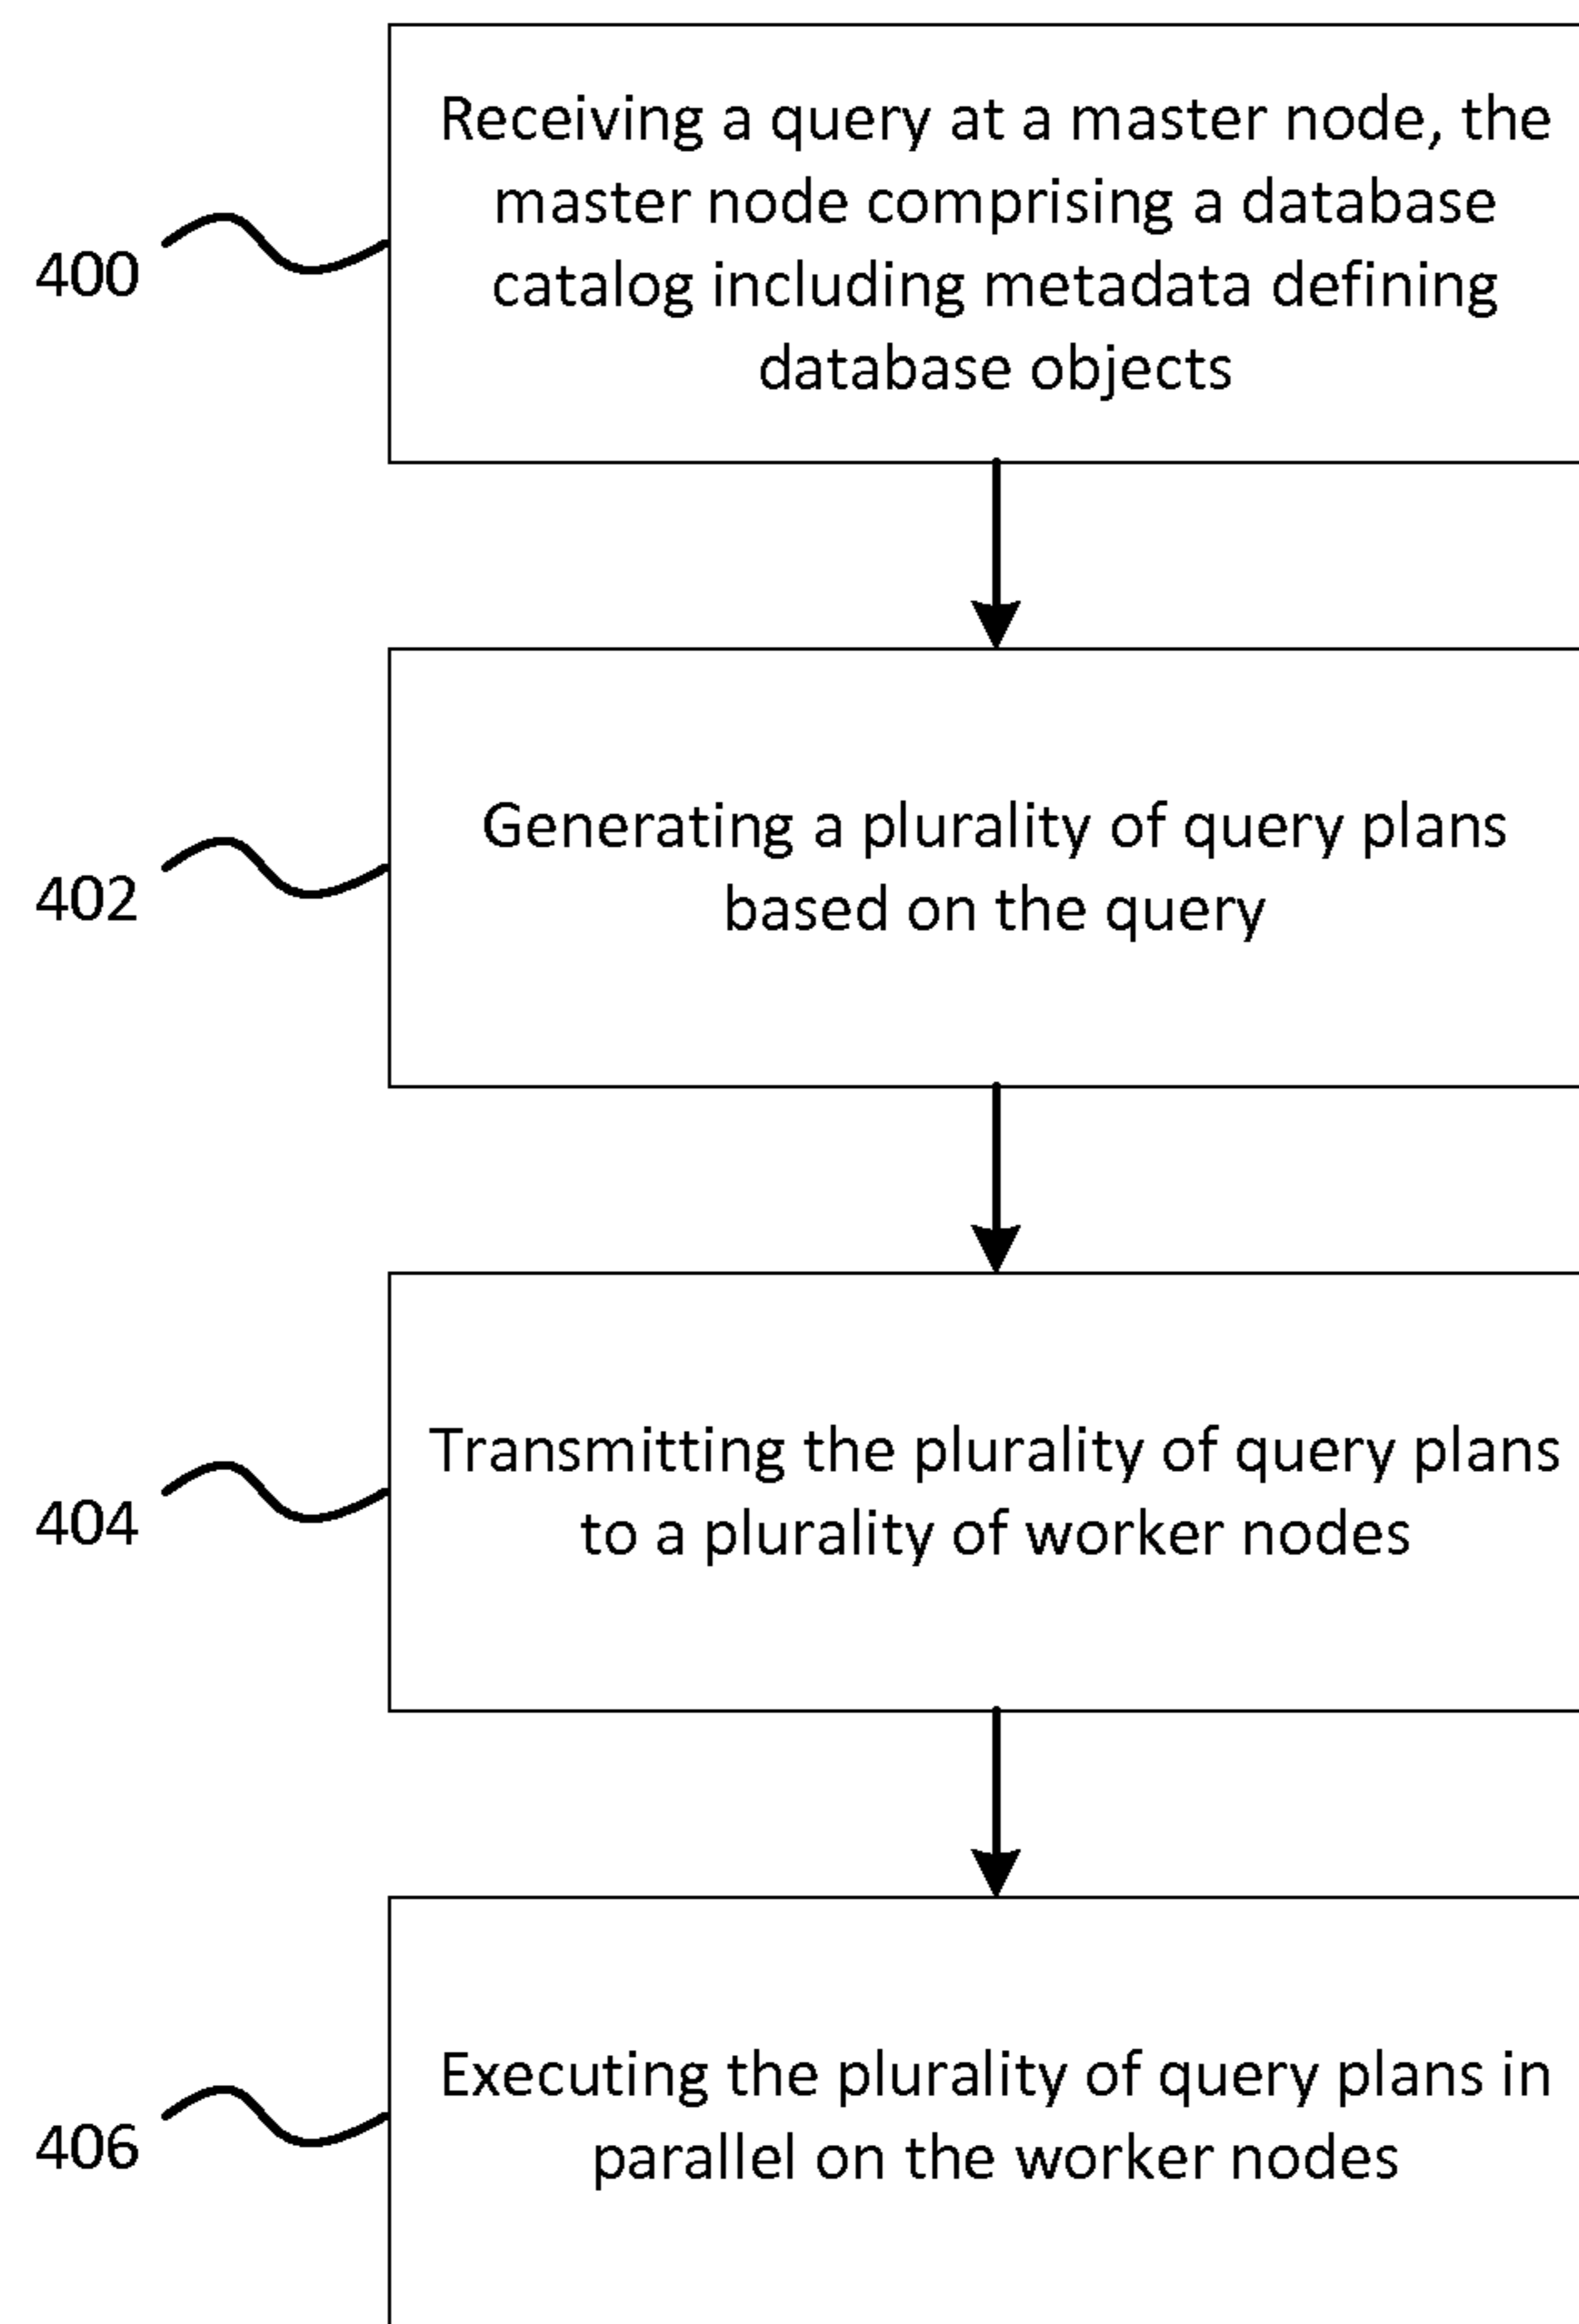 Receiving a query at a master node, the
master node comprising a database
catalog including metadata defining
database objects
400
Generating a plurality of query plans
based on the query
402
Transmitting the plurality of query plans
to a plurality of worker nodes
404
Executing the plurality of query plans in
parallel on the worker nodes
406